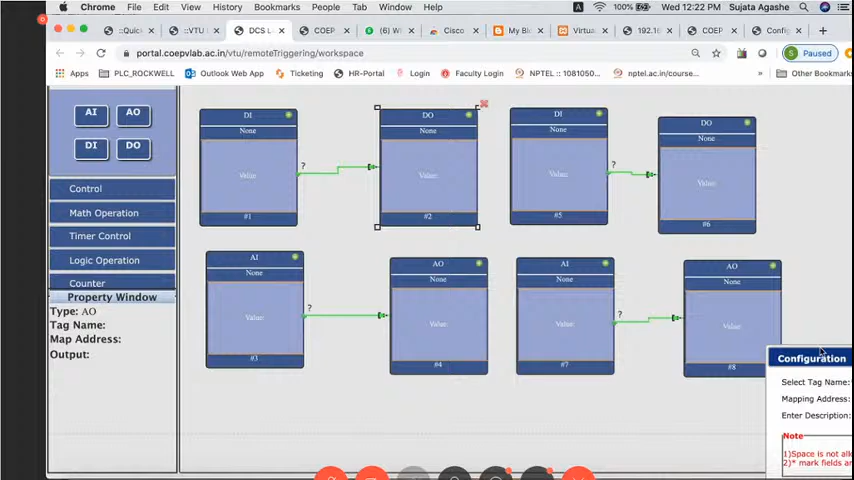 Chrome File Edit View History Bookmarks People Tab Window Help 100% Wed 12:22 PM Sujata Agashe
::Quick ::VTU DCS L COEP (6) W Cisco My Blo Virtua 192.16 COEP Config
portal.coepvlab.ac.in/vtu/remoteTriggering/workspace S Paused
Apps PLC_ROCKWELL Outlook Web App Ticketing HR-Portal Login Faculty Login NPTEL :: 1081050... nptel.ac.in/course... » Other Bookmarks
AI AO
DI DO
Control
Math Operation
Timer Control
Logic Operation
Counter
Property Window
Type: AO
Tag Name:
Map Address:
Output:
DI
None
Value
#1
?
DO
None
Value:
#2
DI
None
Value:
#5
?
DO
None
Value:
#6
AI
None
Value:
#3
?
AO
None
Value:
#4
AI
None
Value:
#7
?
AO
None
Value:
#8
Configuration
Select Tag Name:
Mapping Address:
Enter Description:
Note
1)Space is not
2)* mark fields